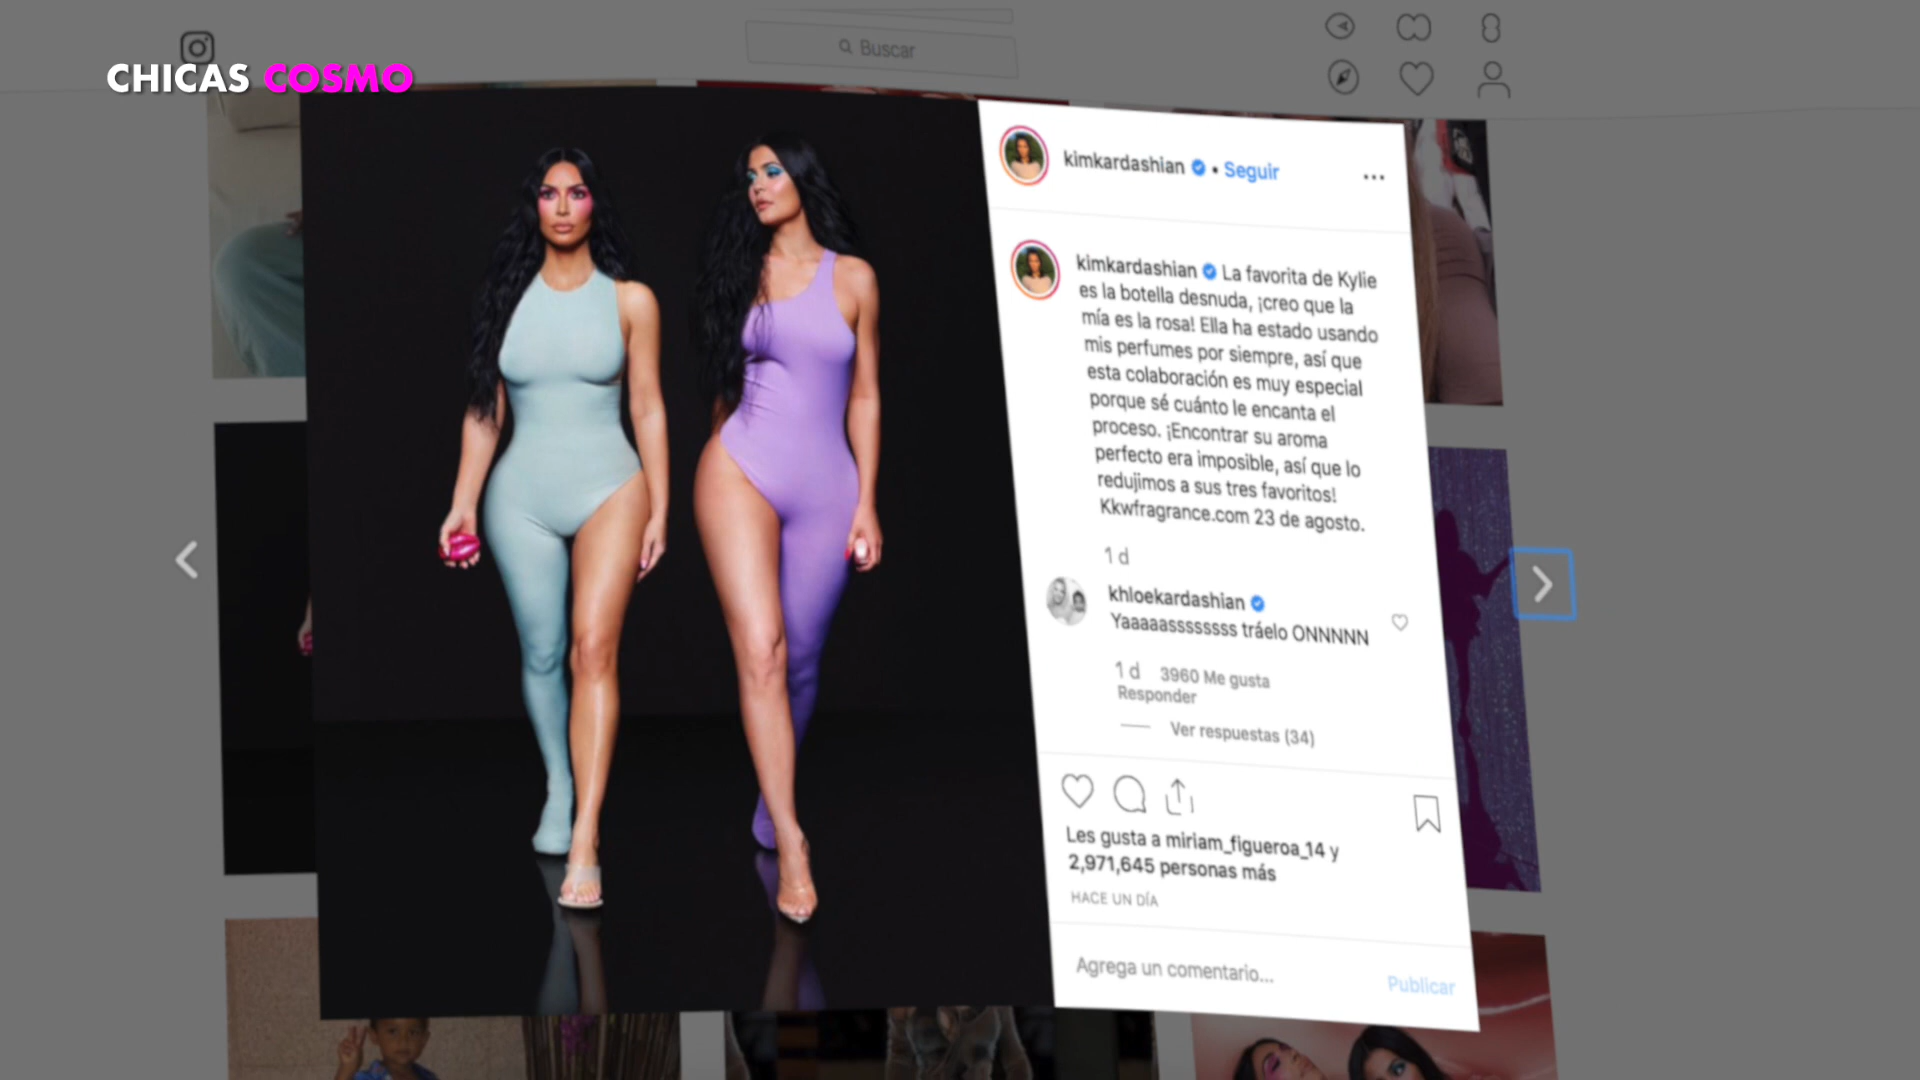 CHICAS COSMO
Buscar
kimkardashian • Seguir
kimkardashian La favorita de Kylie
es la botella desnuda, ¡creo que la
mía es la rosa! Ella ha estado usando
mis perfumes por siempre, así que
esta colaboración es muy especial
porque sé cuánto le encanta el
proceso. ¡Encontrar su aroma
perfecto era imposible, así que lo
redujimos a sus tres favoritos!
Kkwfragrance.com 23 de agosto.
1 d
khloekardashian
Yaaaaassssssss tráelo ONNNNN
1 d 3960 Me gusta
Responder
Ver respuestas (34)
Les gusta a miriam_figueroa_14 y
2,971,645 personas más
HACE UN DÍA
Agrega un comentario...
Publicar